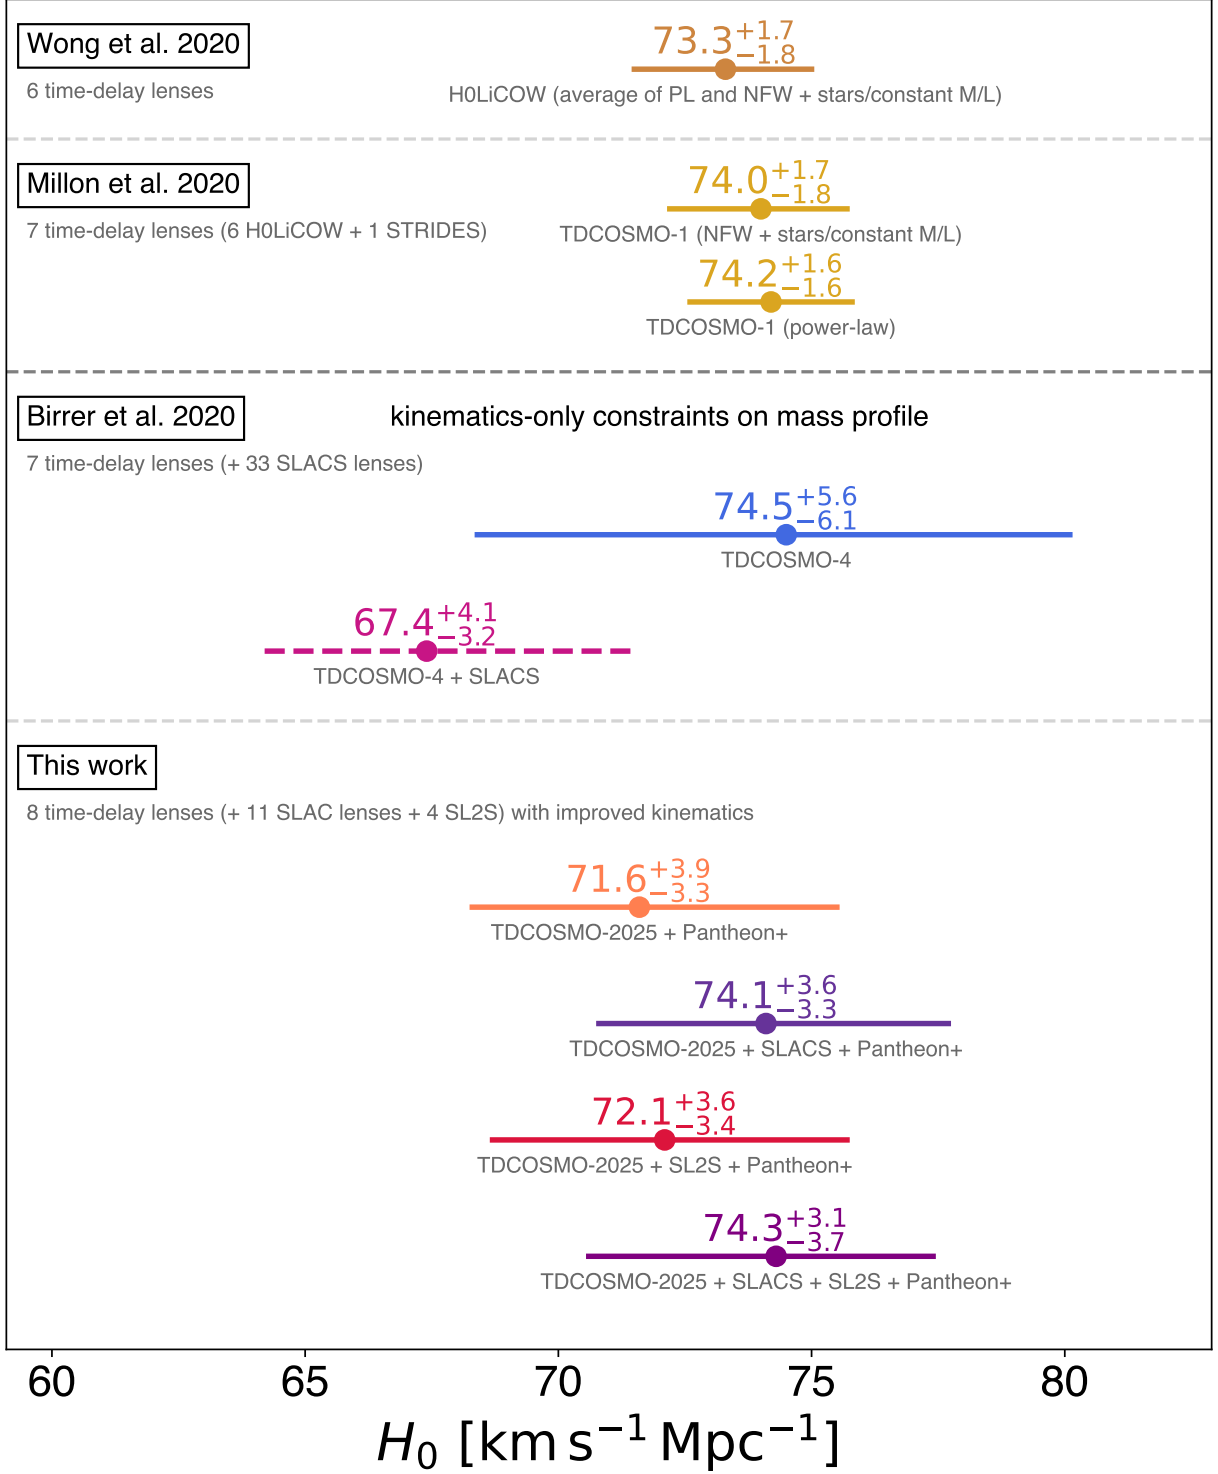 Wong et al. 2020
73.3+1.7−1.8
6 time-delay lenses
H0LiCOW (average of PL and NFW + stars/constant M/L)
Millon et al. 2020
74.0+1.7−1.8
7 time-delay lenses (6 H0LiCOW + 1 STRIDES)
TDCOSMO-1 (NFW + stars/constant M/L)
74.2+1.6−1.6
TDCOSMO-1 (power-law)
Birrer et al. 2020
kinematics-only constraints on mass profile
7 time-delay lenses (+ 33 SLACS lenses)
74.5+5.6−6.1
TDCOSMO-4
67.4+4.1−3.2
TDCOSMO-4 + SLACS
This work
8 time-delay lenses (+ 11 SLAC lenses + 4 SL2S) with improved kinematics
71.6+3.9−3.3
TDCOSMO-2025 + Pantheon+
74.1+3.6−3.3
TDCOSMO-2025 + SLACS + Pantheon+
72.1+3.6−3.4
TDCOSMO-2025 + SL2S + Pantheon+
74.3+3.1−3.7
TDCOSMO-2025 + SLACS + SL2S + Pantheon+
60 65 70 75 80
H₀ [km s⁻¹ Mpc⁻¹]